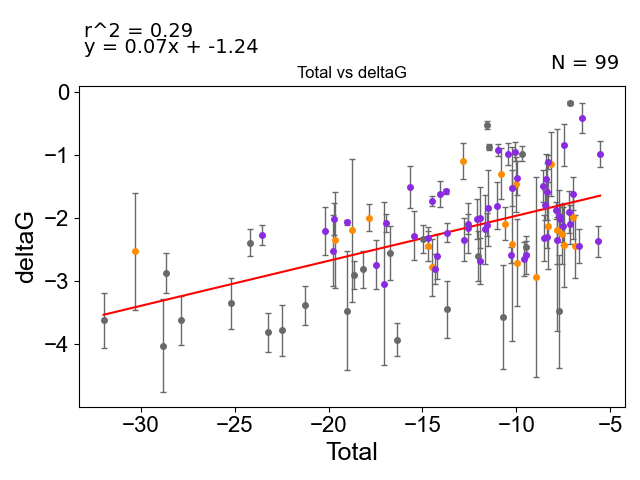 r^2 = 0.29
y = 0.07x + -1.24
N = 99
Total vs deltaG
0
−1
−2
−3
−4
deltaG
−30
−25
−20
−15
−10
−5
Total